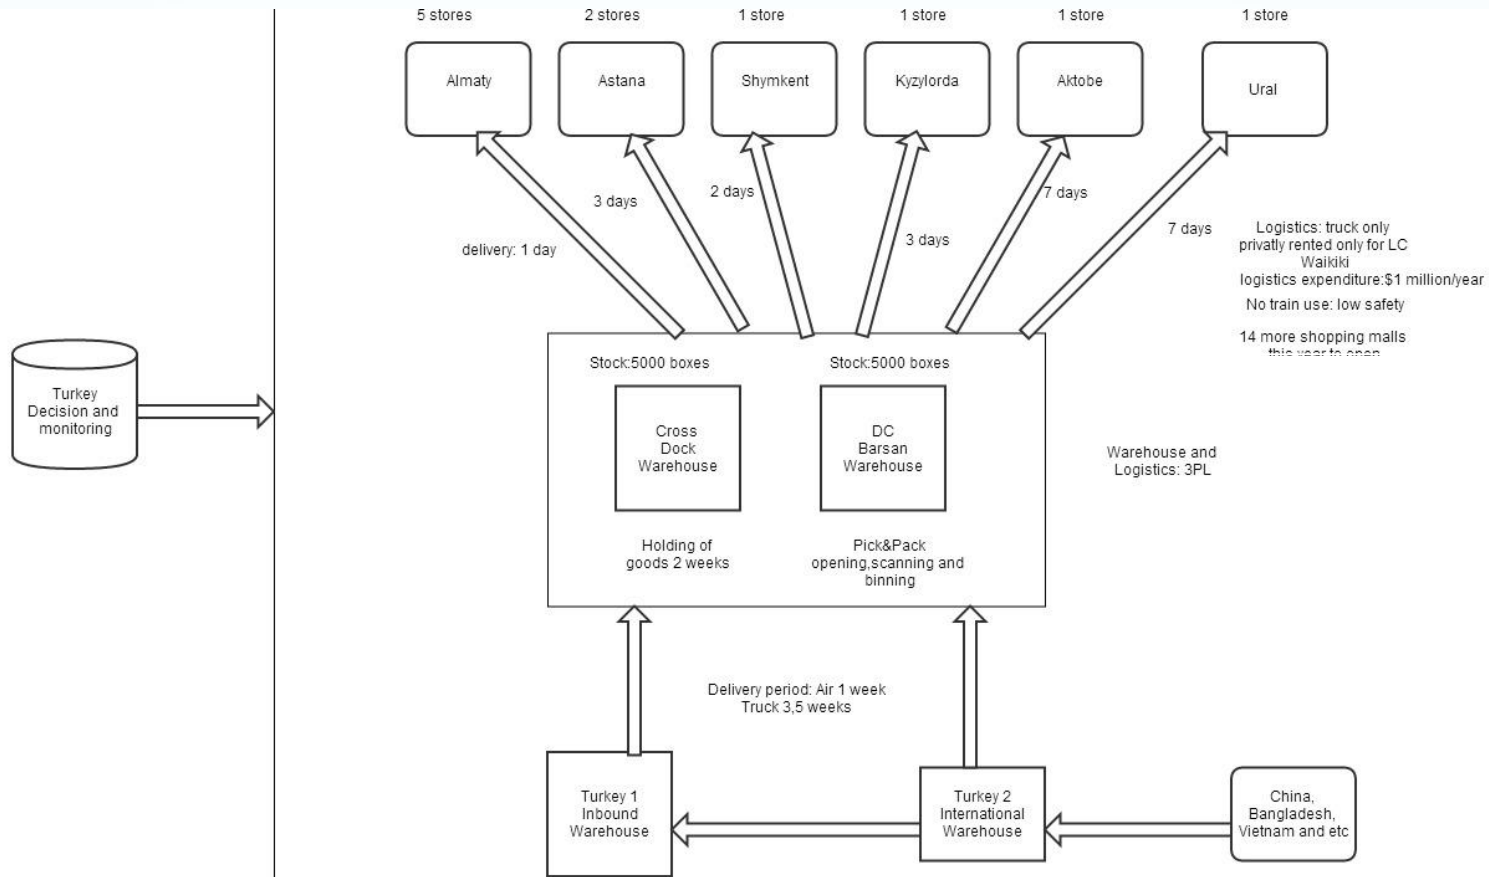 5 stores
2 stores
1 store
1 store
1 store
1 store
Almaty
Astana
Shymkent
Kyzylorda
Aktobe
Ural
delivery: 1 day
3 days
2 days
3 days
7 days
7 days
Logistics: truck only
privatly rented only for LC
Waikiki
logistics expenditure:$1 million/year
No train use: low safety
14 more shopping malls
this year to open
Turkey
Decision and
monitoring
Stock:5000 boxes
Stock:5000 boxes
Cross
Dock
Warehouse
DC
Barsan
Warehouse
Warehouse and
Logistics: 3PL
Holding of
goods 2 weeks
Pick&Pack
opening,scanning and
binning
Delivery period: Air 1 week
Truck 3,5 weeks
Turkey 1
Inbound
Warehouse
Turkey 2
International
Warehouse
China,
Bangladesh,
Vietnam and etc